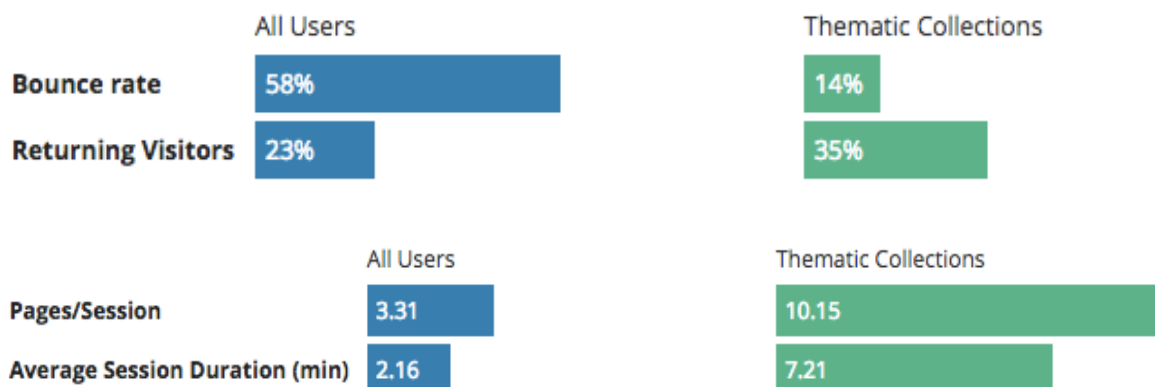 All Users Thematic Collections
Bounce rate 58% 14%
Returning Visitors 23% 35%
All Users Thematic Collections
Pages/Session 3.31 10.15
Average Session Duration (min) 2.16 7.21